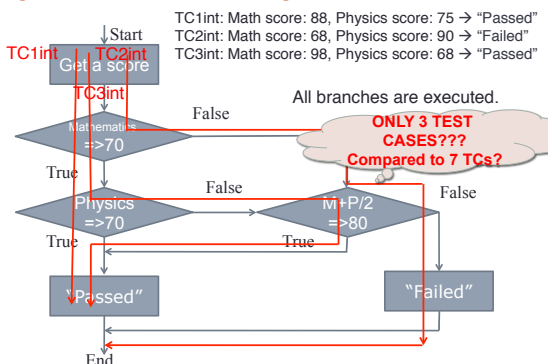 TC1int: Math score: 88, Physics score: 75 → “Passed”
TC2int: Math score: 68, Physics score: 90 → “Failed”
TC3int: Math score: 98, Physics score: 68 → “Passed”
Start
TC1int
TC2int
Get a score
TC3int
All branches are executed.
False
ONLY 3 TEST
CASES???
Compared to 7 TCs?
Mathematics
=>70
True
False
False
Physics
=>70
M+P/2
=>80
True
True
“Passed”
“Failed”
End